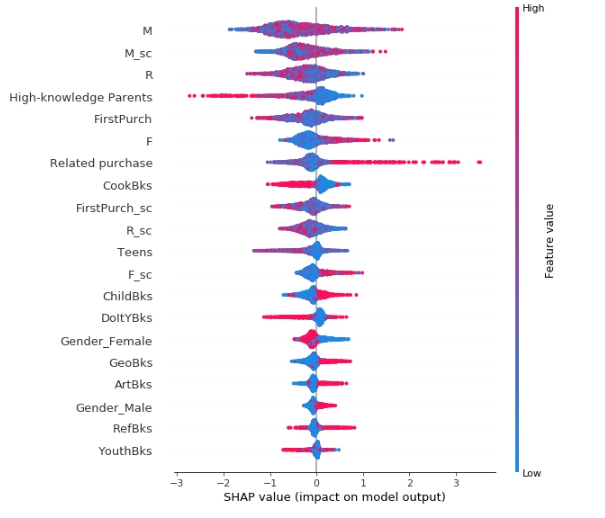 High
M
M_sc
R
High-knowledge Parents
FirstPurch
F
Related purchase
CookBks
FirstPurch_sc
R_sc
Teens
F_sc
ChildBks
DoItYBks
Gender_Female
GeoBks
ArtBks
Gender_Male
RefBks
YouthBks
Feature value
Low
−3 −2 −1 0 1 2 3
SHAP value (impact on model output)